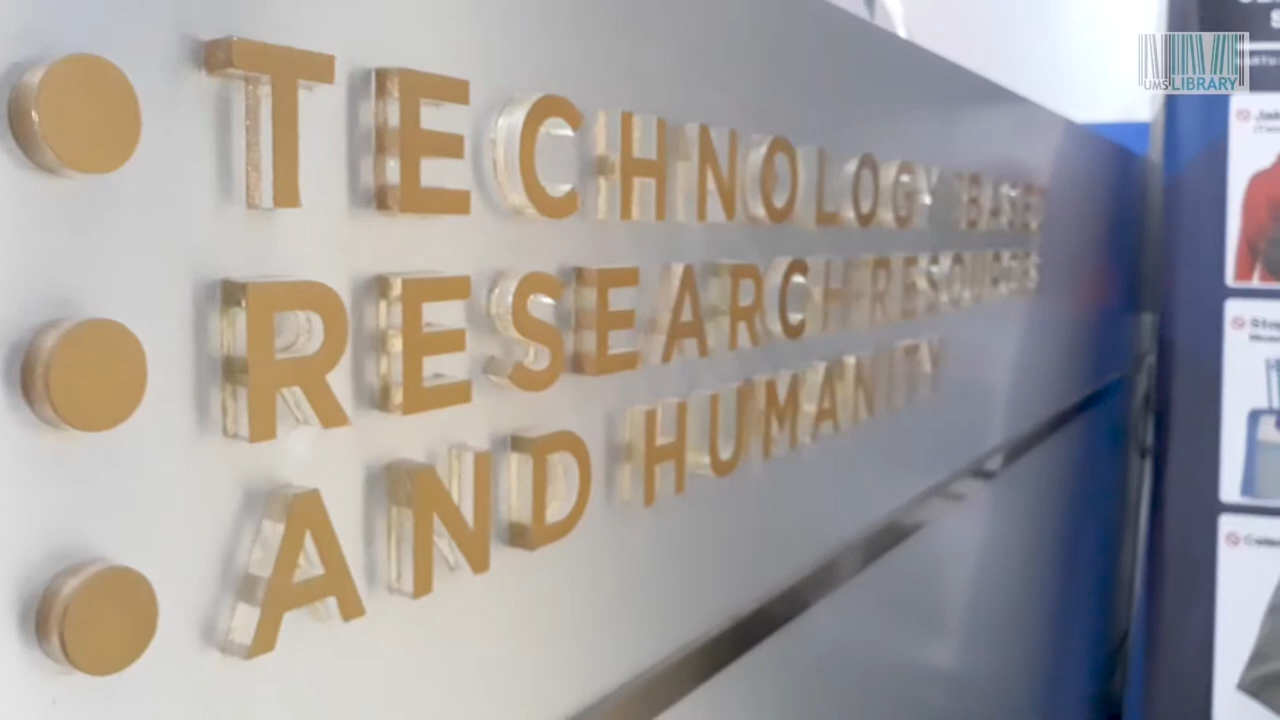 • TECHNOLOGY BASED
• RESEARCH RESOURCES
• AND HUMANITY
UMS LIBRARY